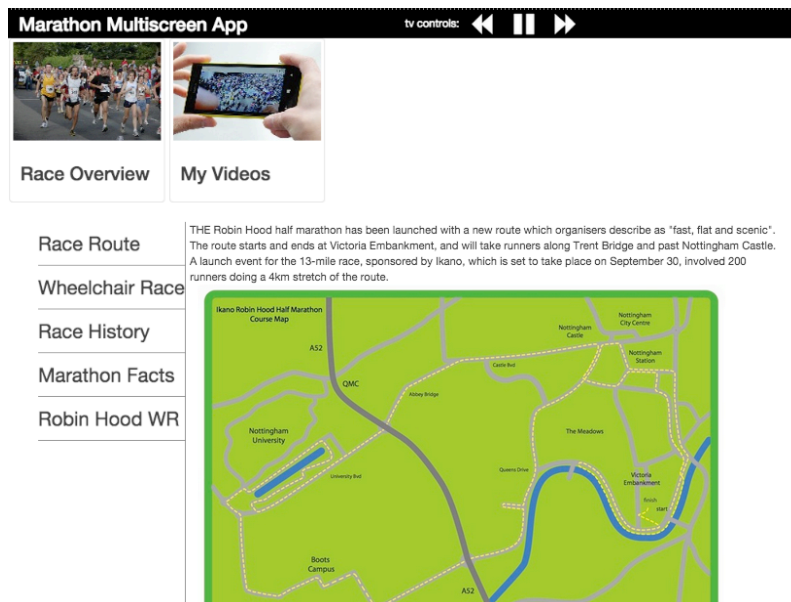 Marathon Multiscreen App
tv controls:
Race Overview
My Videos
Race Route
Wheelchair Race
Race History
Marathon Facts
Robin Hood WR
THE Robin Hood half marathon has been launched with a new route which organisers describe as "fast, flat and scenic".
The route starts and ends at Victoria Embankment, and will take runners along Trent Bridge and past Nottingham Castle.
A launch event for the 13-mile race, sponsored by Ikano, which is set to take place on September 30, involved 200
runners doing a 4km stretch of the route.
Ikano Robin Hood Half Marathon
Course Map
A52
QMC
Nottingham
City Centre
Nottingham
Castle
Nottingham
Station
Castle Bvd
Abbey Bridge
Nottingham
University
The Meadows
University Bvd
Queens Drive
Victoria
Embankment
finish
start
Boots
Campus
A52